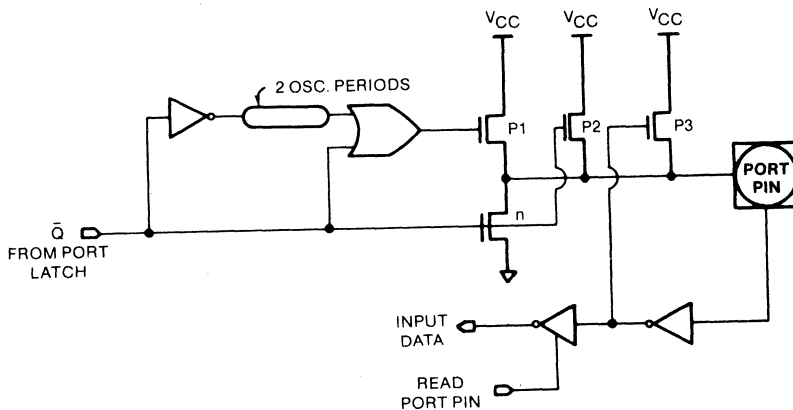 VCC
VCC
VCC
2 OSC. PERIODS
P1
P2
P3
PORT
PIN
n
Q̄
FROM PORT
LATCH
INPUT
DATA
READ
PORT PIN